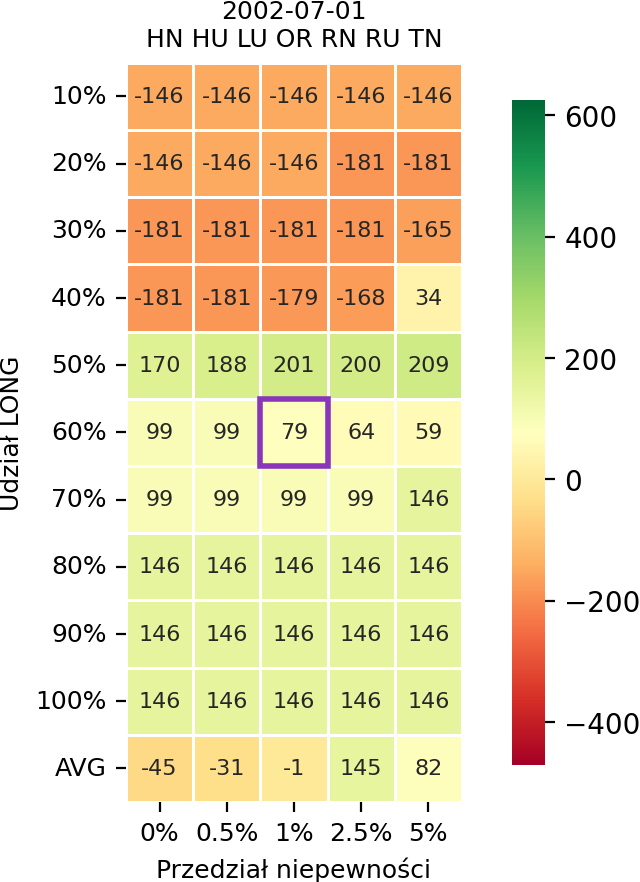 2002-07-01
HN HU LU OR RN RU TN
Udział LONG
10% -146 -146 -146 -146 -146
20% -146 -146 -146 -181 -181
30% -181 -181 -181 -181 -165
40% -181 -181 -179 -168 34
50% 170 188 201 200 209
60% 99 99 79 64 59
70% 99 99 99 99 146
80% 146 146 146 146 146
90% 146 146 146 146 146
100% 146 146 146 146 146
AVG -45 -31 -1 145 82
0% 0.5% 1% 2.5% 5%
Przedział niepewności
600
400
200
0
−200
−400